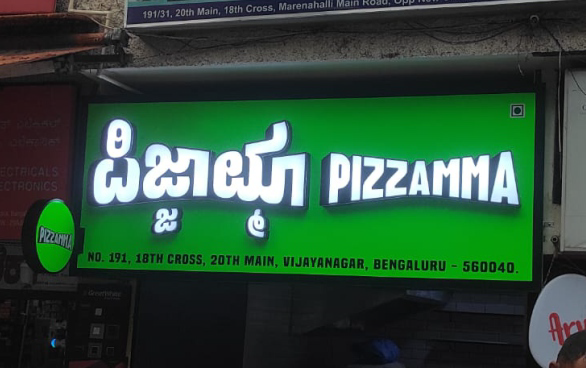 191/31, 20th Main, 18th Cross, Marenahalli Main Road, Opp
ಪಿಜ್ಜಾಮ್ಮಾ PIZZAMMA
PIZZAMMA
NO. 191, 18TH CROSS, 20TH MAIN, VIJAYANAGAR, BENGALURU - 560040.